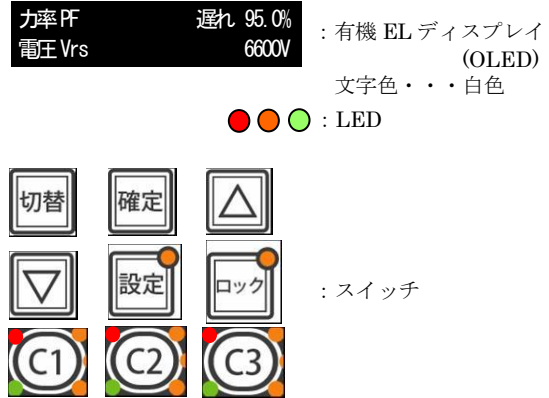 力率PF 遅れ 95.0%
電圧Vrs 6600V
：有機 EL ディスプレイ
(OLED)
文字色・・・白色
：LED
切替 確定 △
▽ 設定 ロック ：スイッチ
C1 C2 C3